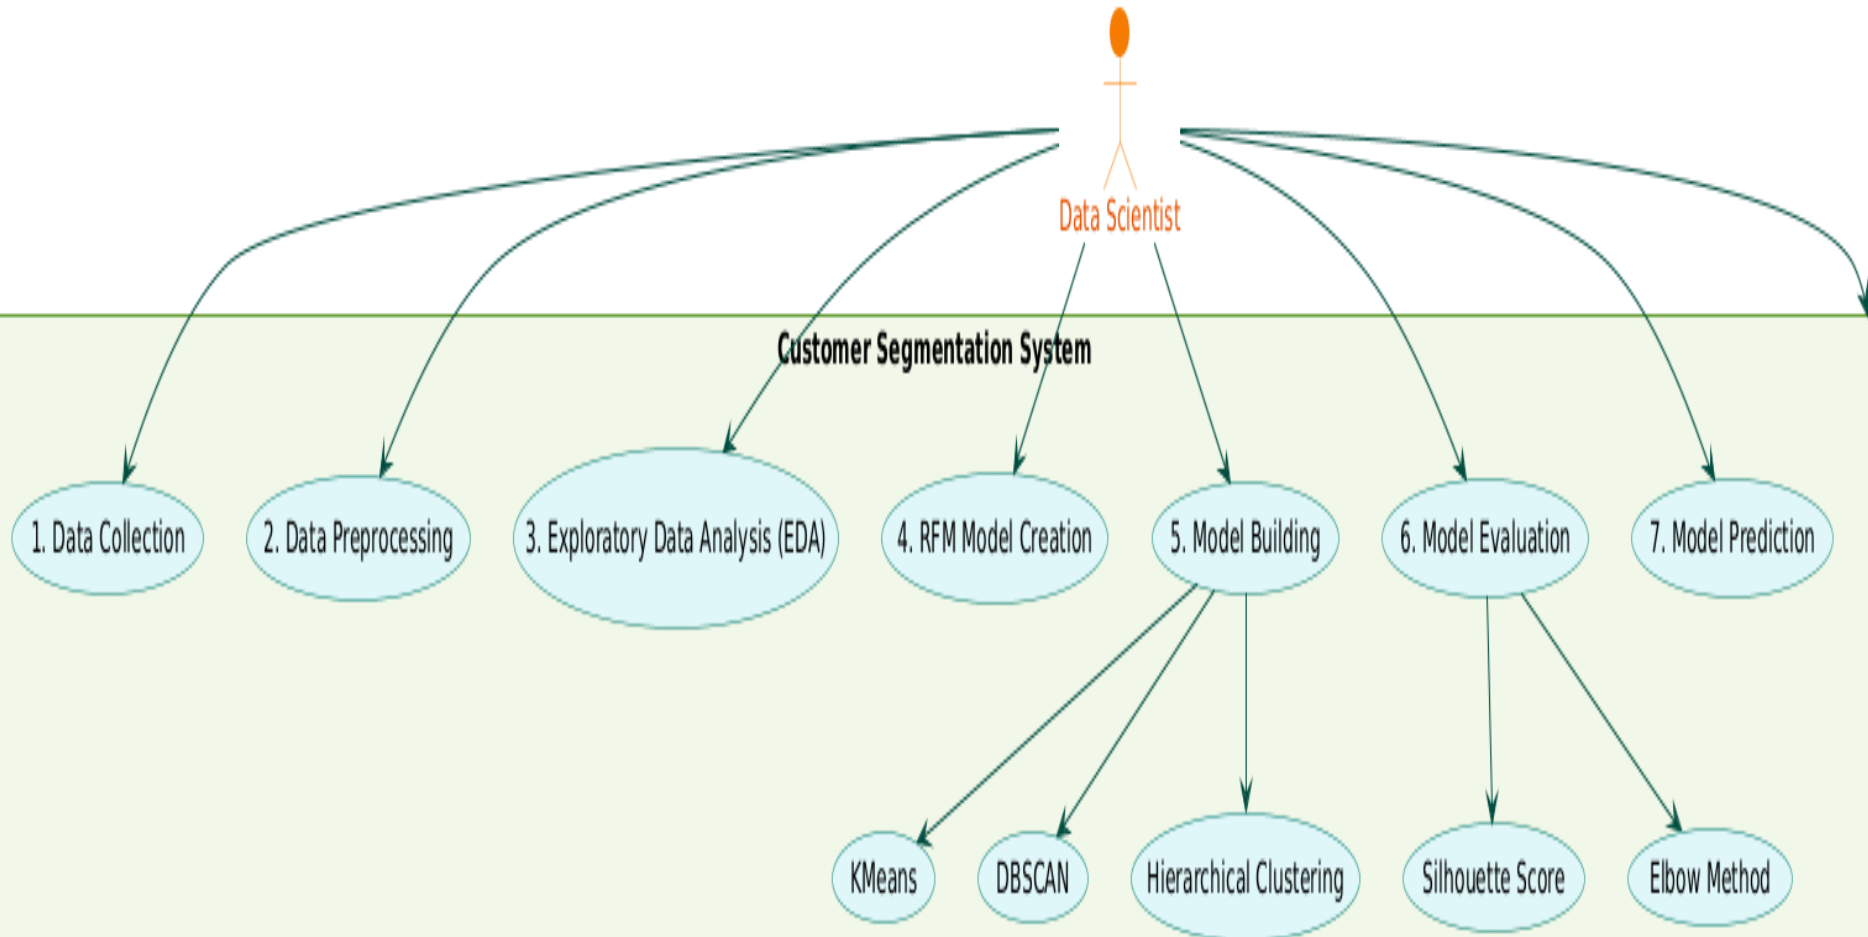 Data Scientist
Customer Segmentation System
1. Data Collection
2. Data Preprocessing
3. Exploratory Data Analysis (EDA)
4. RFM Model Creation
5. Model Building
6. Model Evaluation
7. Model Prediction
KMeans
DBSCAN
Hierarchical Clustering
Silhouette Score
Elbow Method